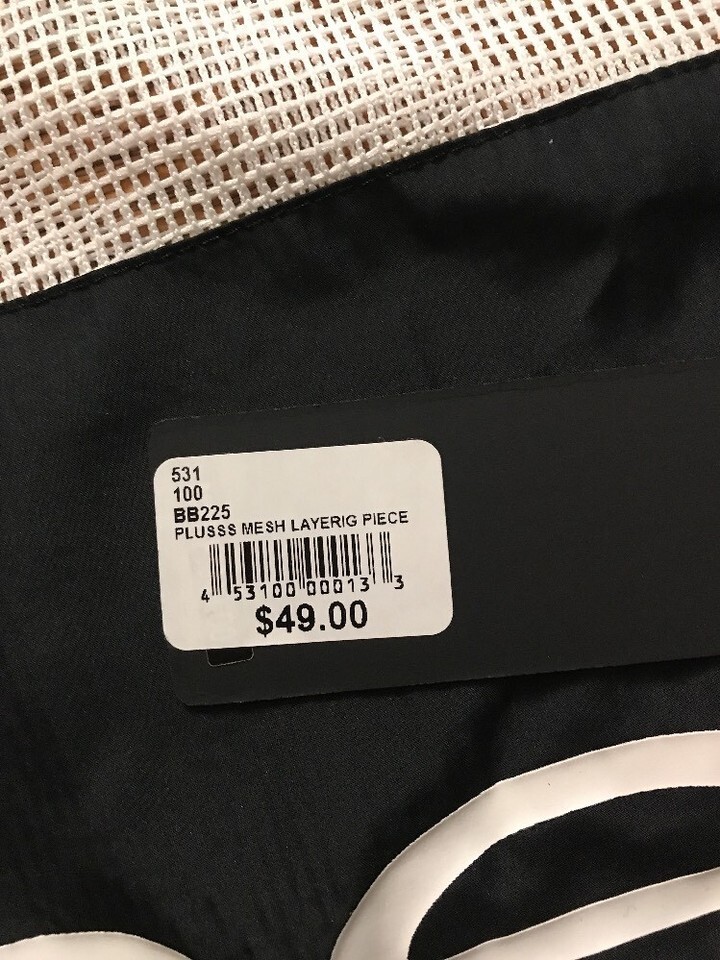 531
100
BB225
PLUSSS MESH LAYERIG PIECE
4 53100 00013 3
$49.00